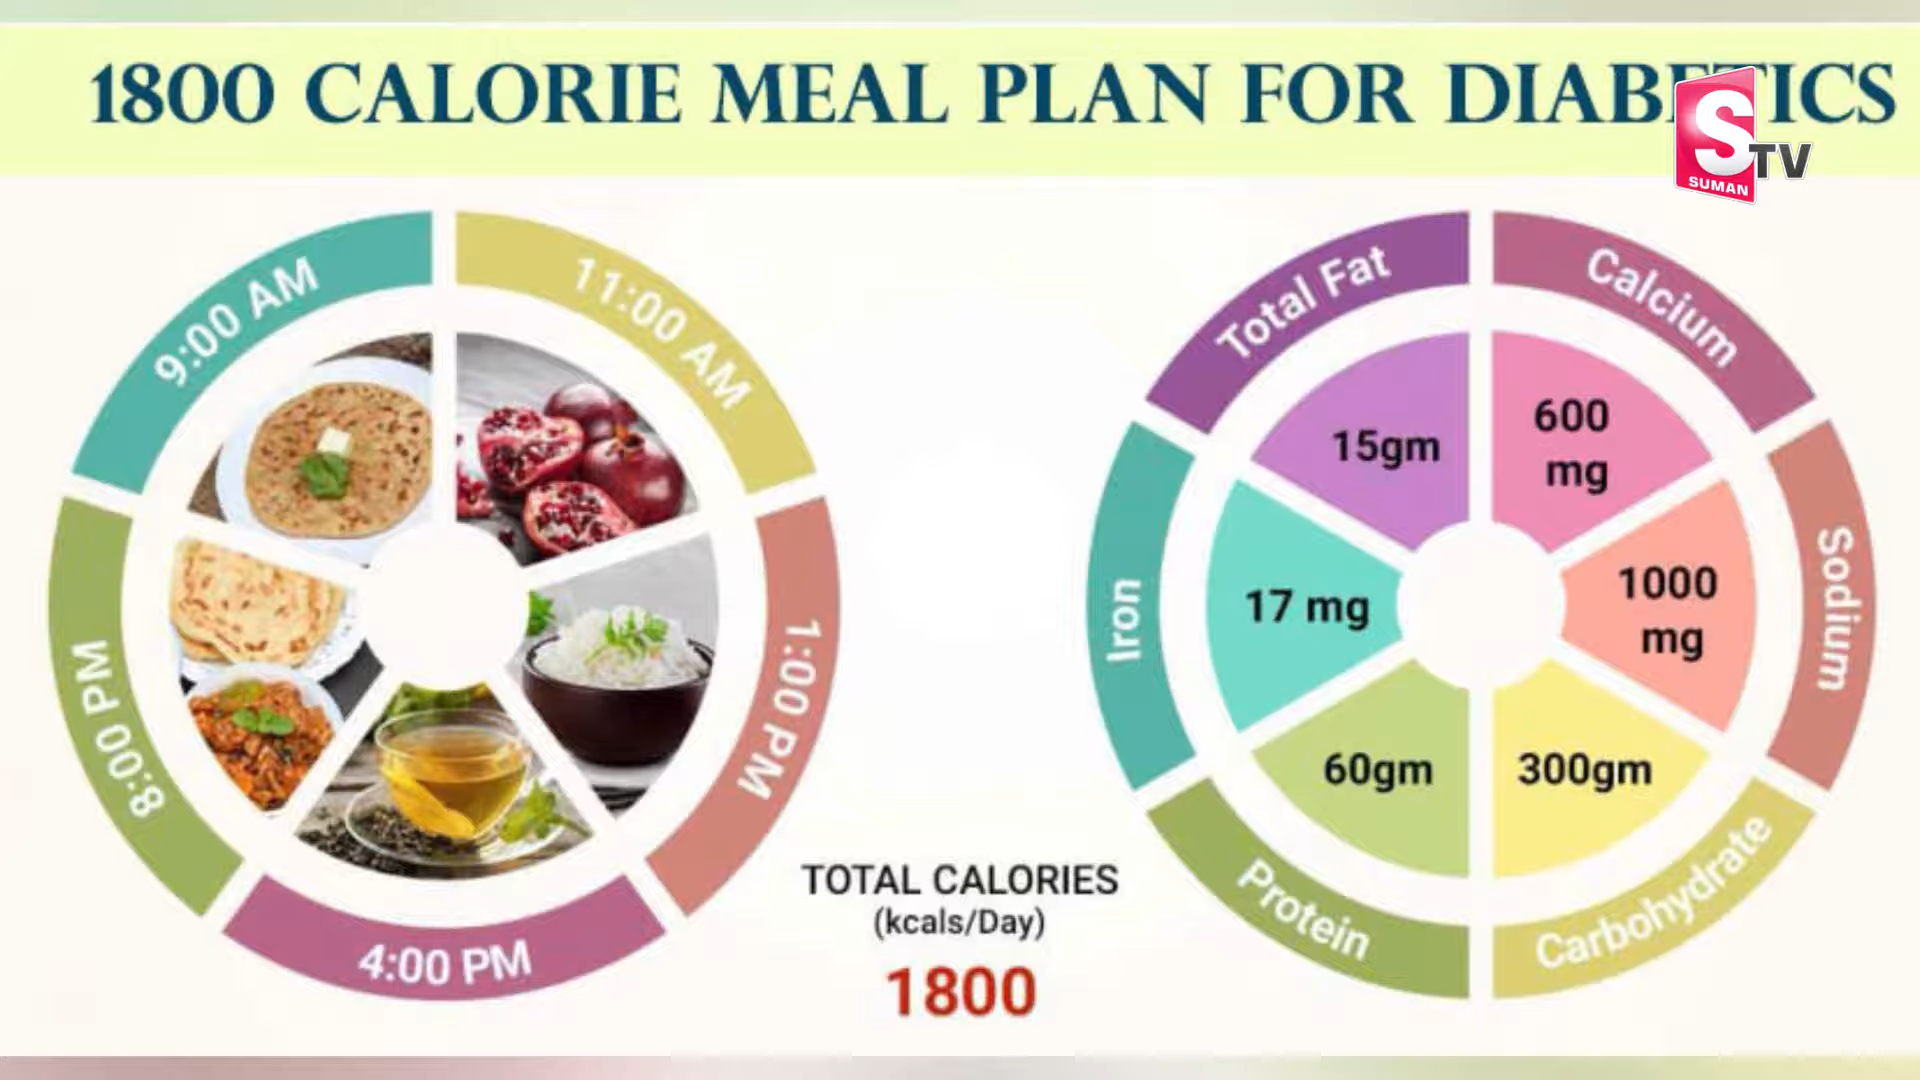 1800 CALORIE MEAL PLAN FOR DIABETICS
S TV
SUMAN
9:00 AM
11:00 AM
1:00 PM
4:00 PM
8:00 PM
TOTAL CALORIES
(kcals/Day)
1800
Total Fat
15gm
Calcium
600
mg
Sodium
1000
mg
Carbohydrate
300gm
Protein
60gm
Iron
17 mg